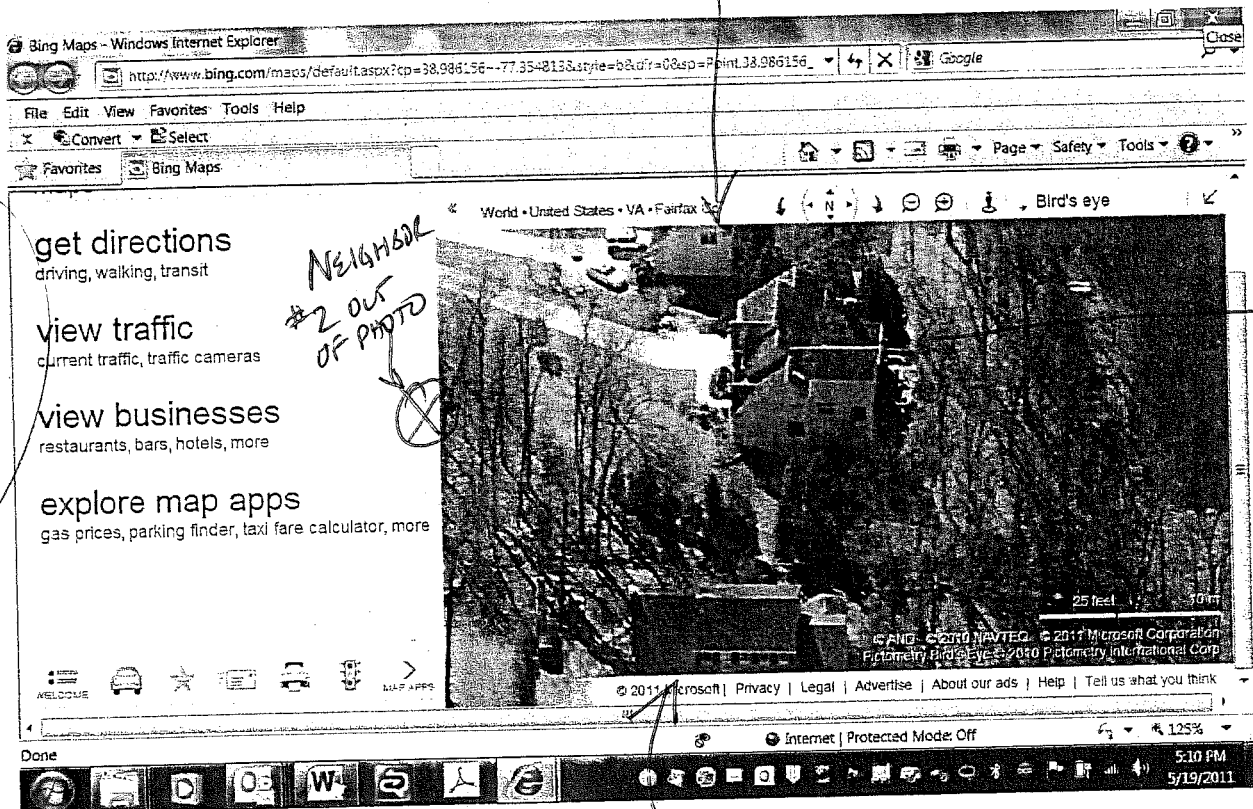 Bing Maps - Windows Internet Explorer
Close
http://www.bing.com/maps/default.aspx?cp=38.986156~-77.354813&style=b&dir=0&sp=Point.38.986156_
Google
File Edit View Favorites Tools Help
X Convert Select
Favorites Bing Maps
Page Safety Tools
World • United States • VA • Fairfax
N
Bird's eye
get directions
driving, walking, transit
NEIGHBOR
#2 OUT
OF PHOTO
view traffic
current traffic, traffic cameras
view businesses
restaurants, bars, hotels, more
explore map apps
gas prices, parking finder, taxi fare calculator, more
25 feet 10 m
© AND © 2010 NAVTEQ © 2011 Microsoft Corporation
Pictometry Bird's Eye © 2010 Pictometry International Corp
WELCOME
MAP APPS
© 2011 Microsoft | Privacy | Legal | Advertise | About our ads | Help | Tell us what you think
Done
Internet | Protected Mode: Off
125%
5:10 PM
5/19/2011